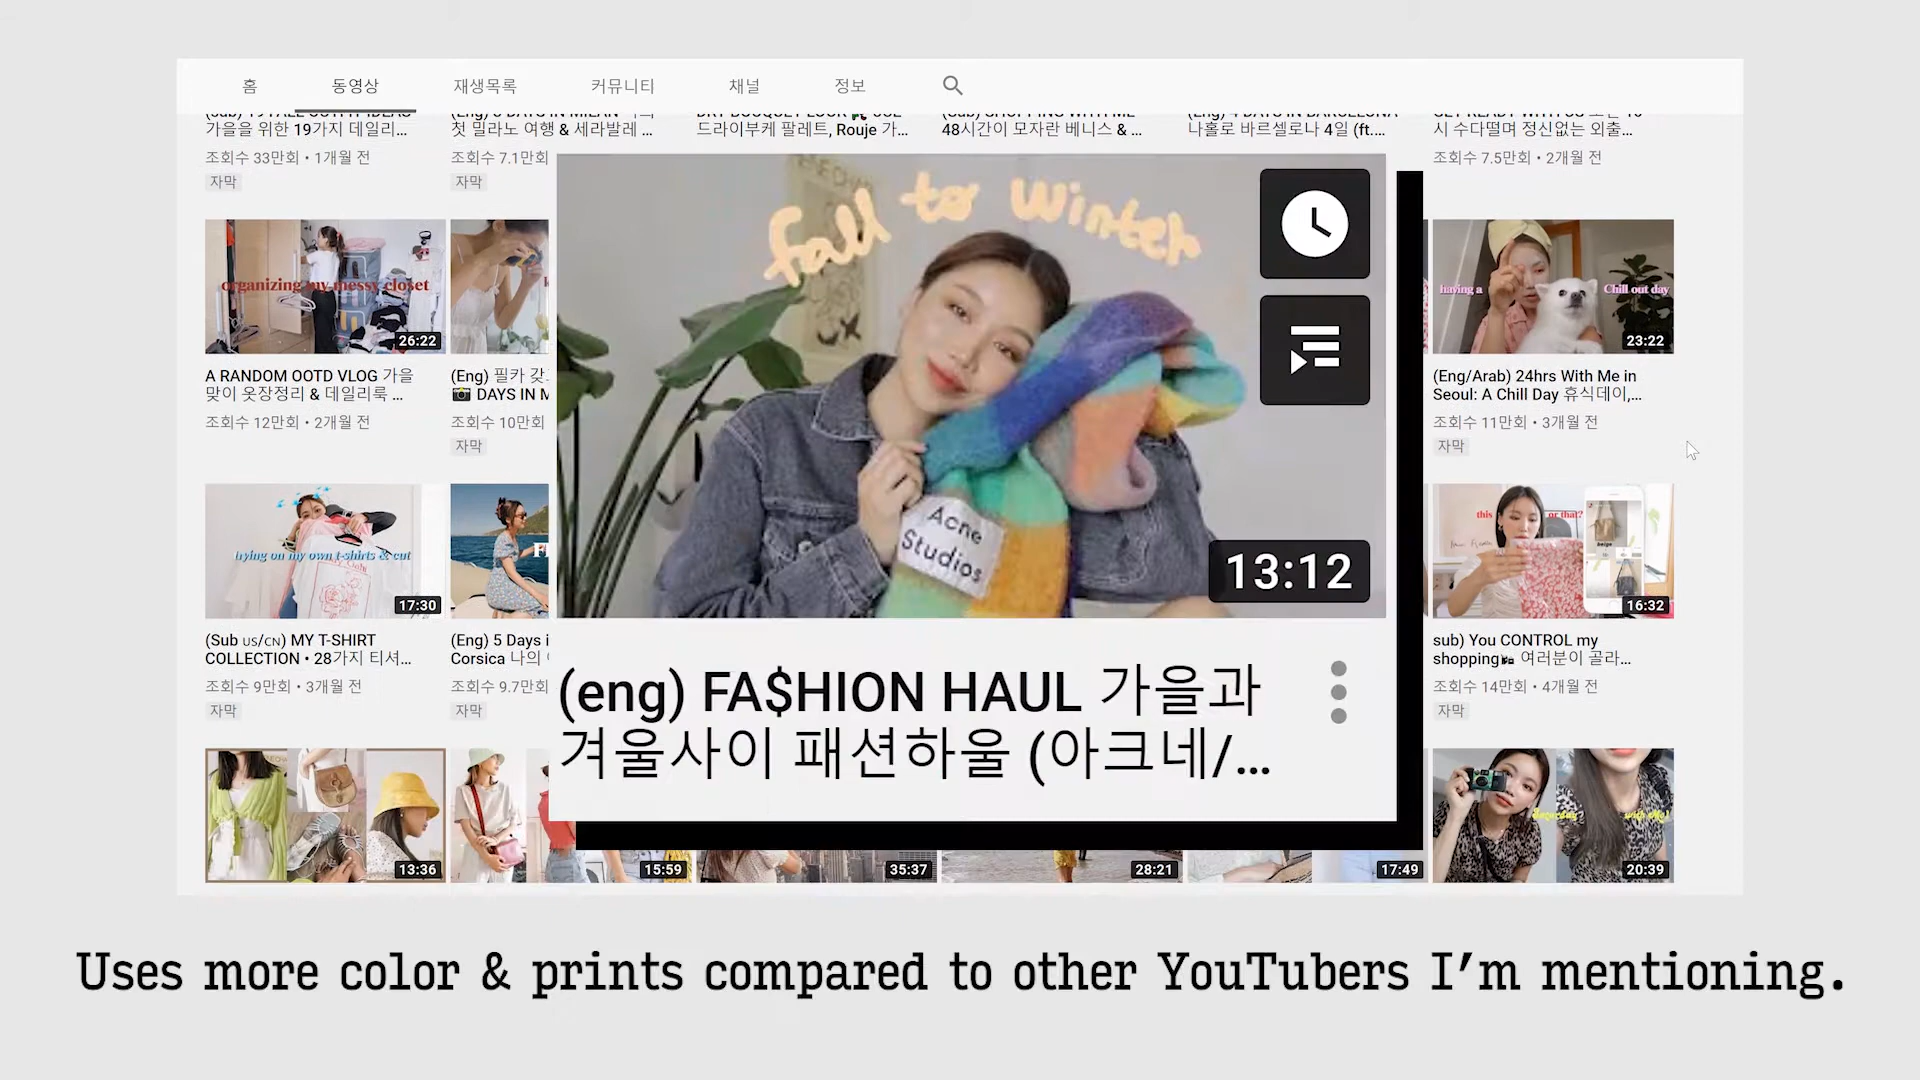 홈 동영상 재생목록 커뮤니티 채널 정보
가을을 위한 19가지 데일리... 첫 밀라노 여행 & 세라발레 ... 드라이부케 팔레트, Rouje 가... 48시간이 모자란 베니스 & ... 나홀로 바르셀로나 4일 (ft.... 시 수다떨며 정신없는 외출...
조회수 33만회 • 1개월 전 조회수 7.1만회 조회수 7.5만회 • 2개월 전
자막 자막
fall to winter
organizing my messy closet
26:22
having a Chill out day
23:22
A RANDOM OOTD VLOG 가을
맞이 옷장정리 & 데일리룩 ...
조회수 12만회 • 2개월 전
(Eng) 필카 갖
📷 DAYS IN
조회수 10만회
자막
(Eng/Arab) 24hrs With Me in
Seoul: A Chill Day 휴식데이,...
조회수 11만회 • 3개월 전
자막
Acne
Studios
13:12
trying on my own t-shirts & cut
17:30
this or that?
16:32
(Sub US/CN) MY T-SHIRT
COLLECTION • 28가지 티셔...
조회수 9만회 • 3개월 전
자막
(Eng) 5 Days
Corsica 나의
조회수 9.7만회
자막
(eng) FA$HION HAUL 가을과
겨울사이 패션하울 (아크네/...
sub) You CONTROL my
shopping 여러분이 골라...
조회수 14만회 • 4개월 전
자막
13:36 15:59 35:37 28:21 17:49 20:39
Saturday with Me!
Uses more color & prints compared to other YouTubers I'm mentioning.